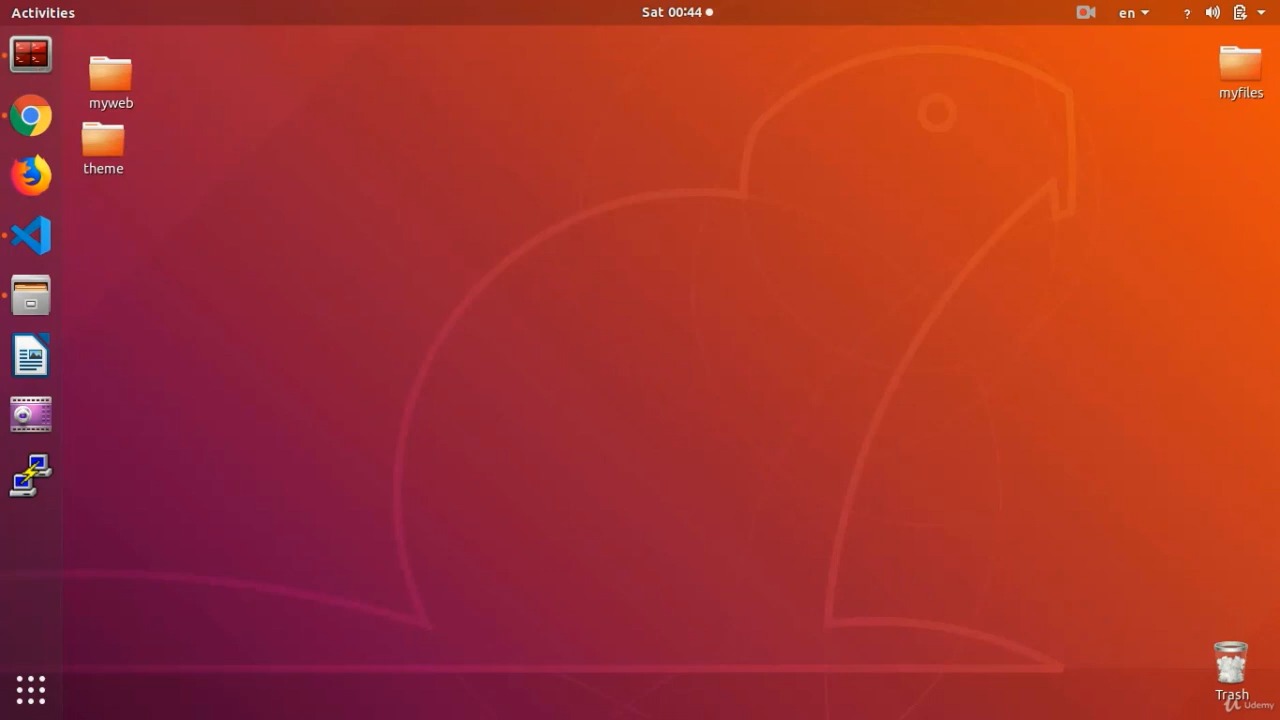 Activities
Sat 00:44
en
?
myweb
theme
myfiles
Trash
Udemy